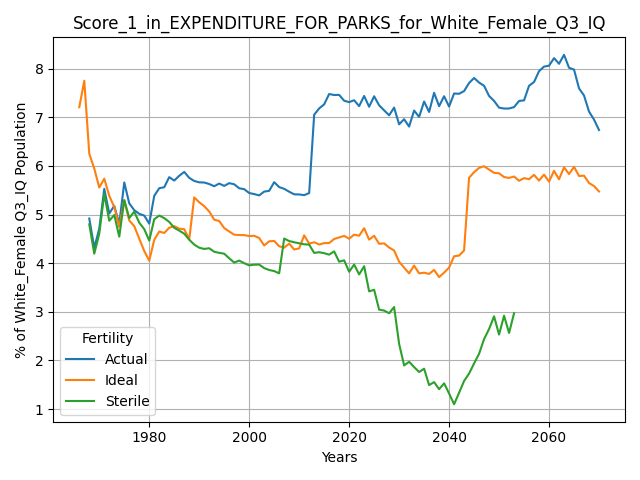 Score_1_in_EXPENDITURE_FOR_PARKS_for_White_Female_Q3_IQ
% of White_Female Q3_IQ Population
8
7
6
5
4
3
2
1
Fertility
Actual
Ideal
Sterile
1980 2000 2020 2040 2060
Years